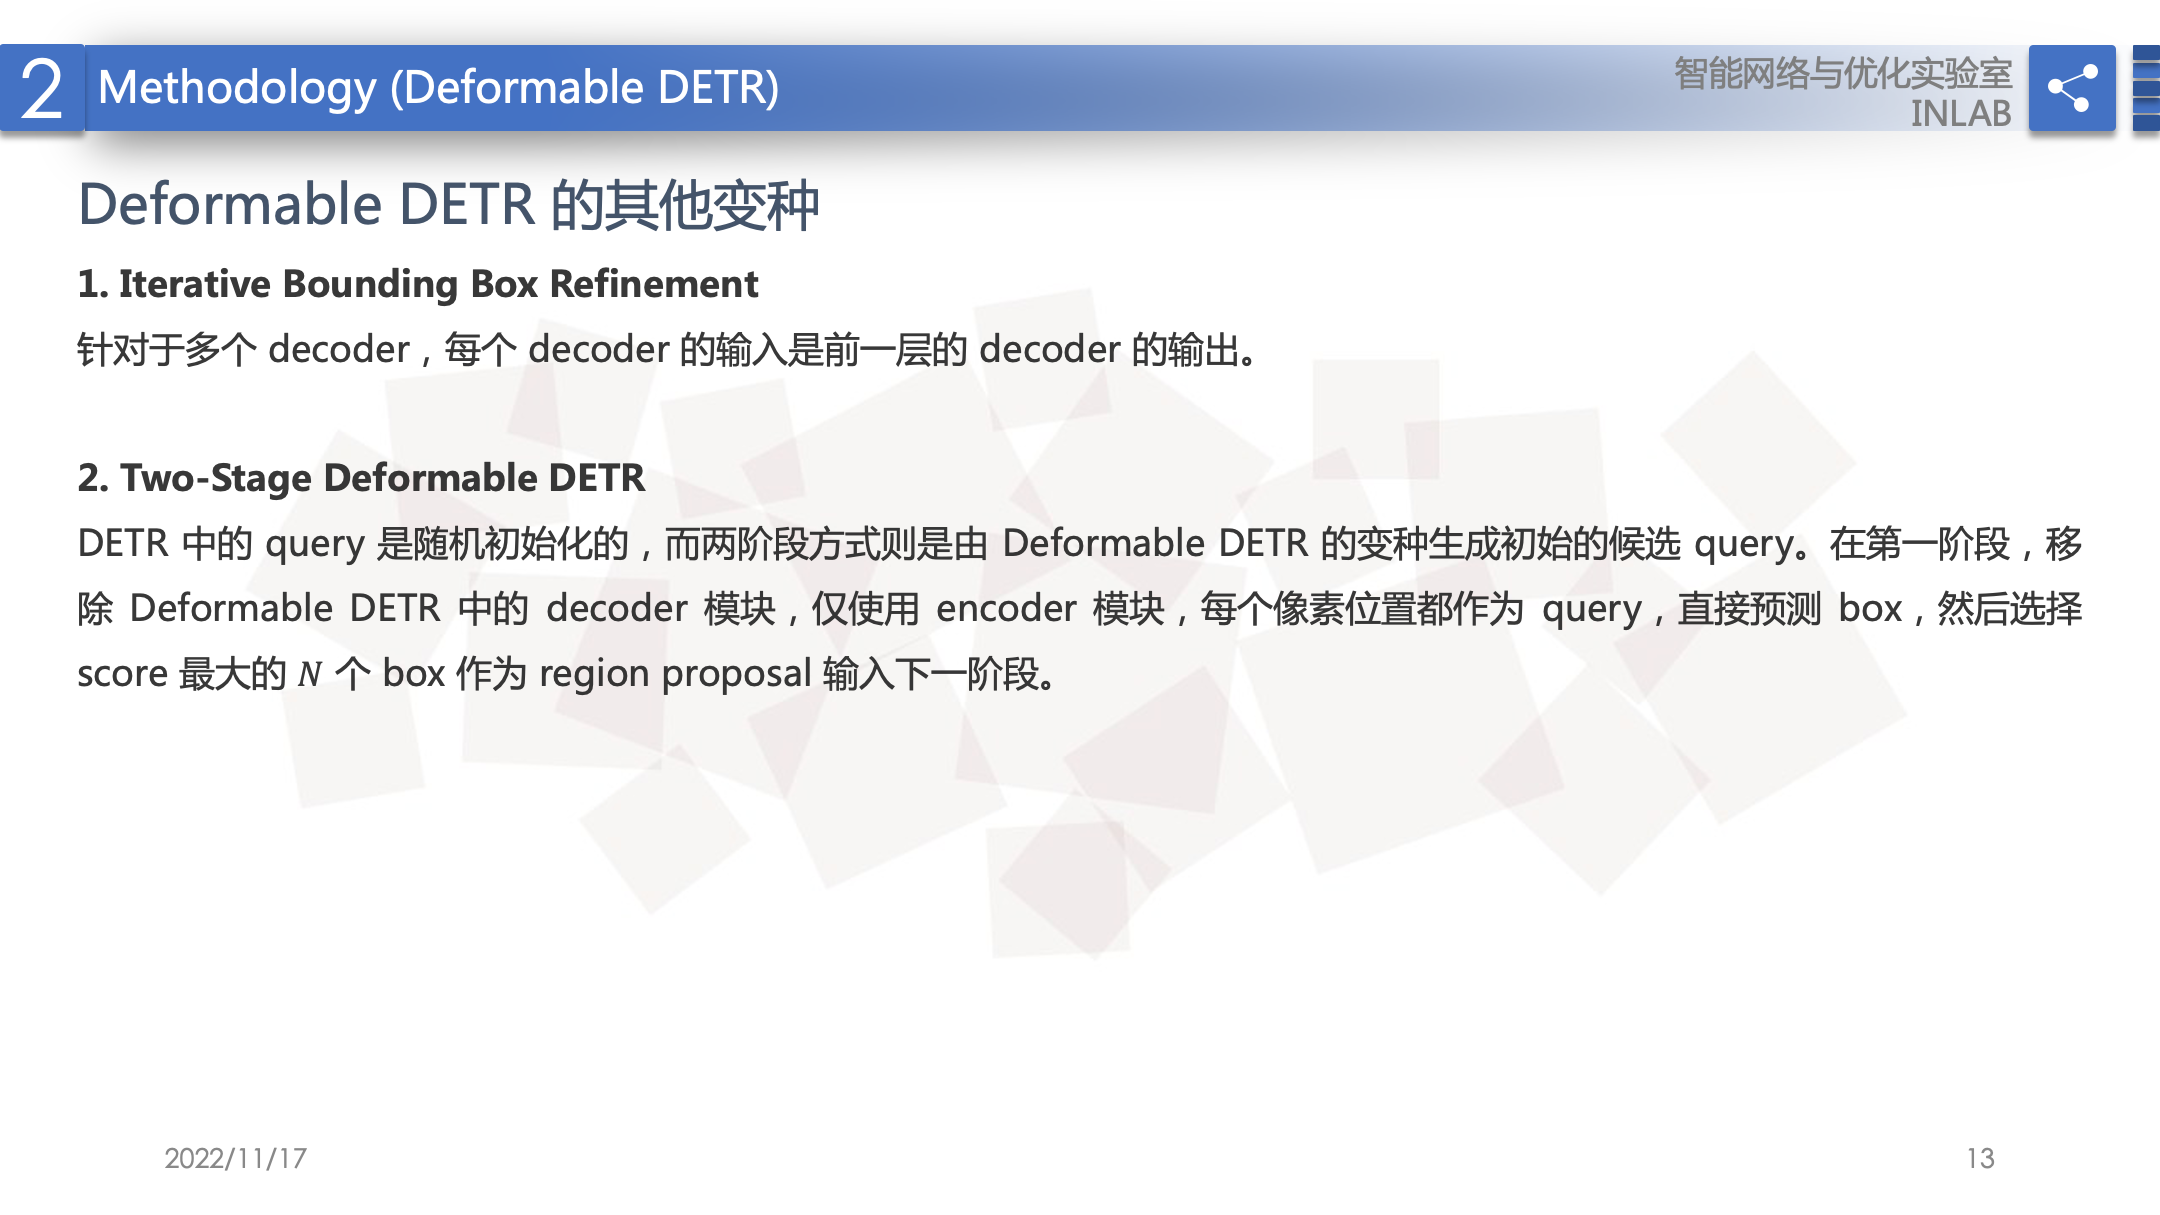 2
Methodology (Deformable DETR)
智能网络与优化实验室
INLAB
Deformable DETR 的其他变种
1. Iterative Bounding Box Refinement
针对于多个 decoder，每个 decoder 的输入是前一层的 decoder 的输出。
2. Two-Stage Deformable DETR
DETR 中的 query 是随机初始化的，而两阶段方式则是由 Deformable DETR 的变种生成初始的候选 query。在第一阶段，移
除 Deformable DETR 中的 decoder 模块，仅使用 encoder 模块，每个像素位置都作为 query，直接预测 box，然后选择
score 最大的 N 个 box 作为 region proposal 输入下一阶段。
2022/11/17
13